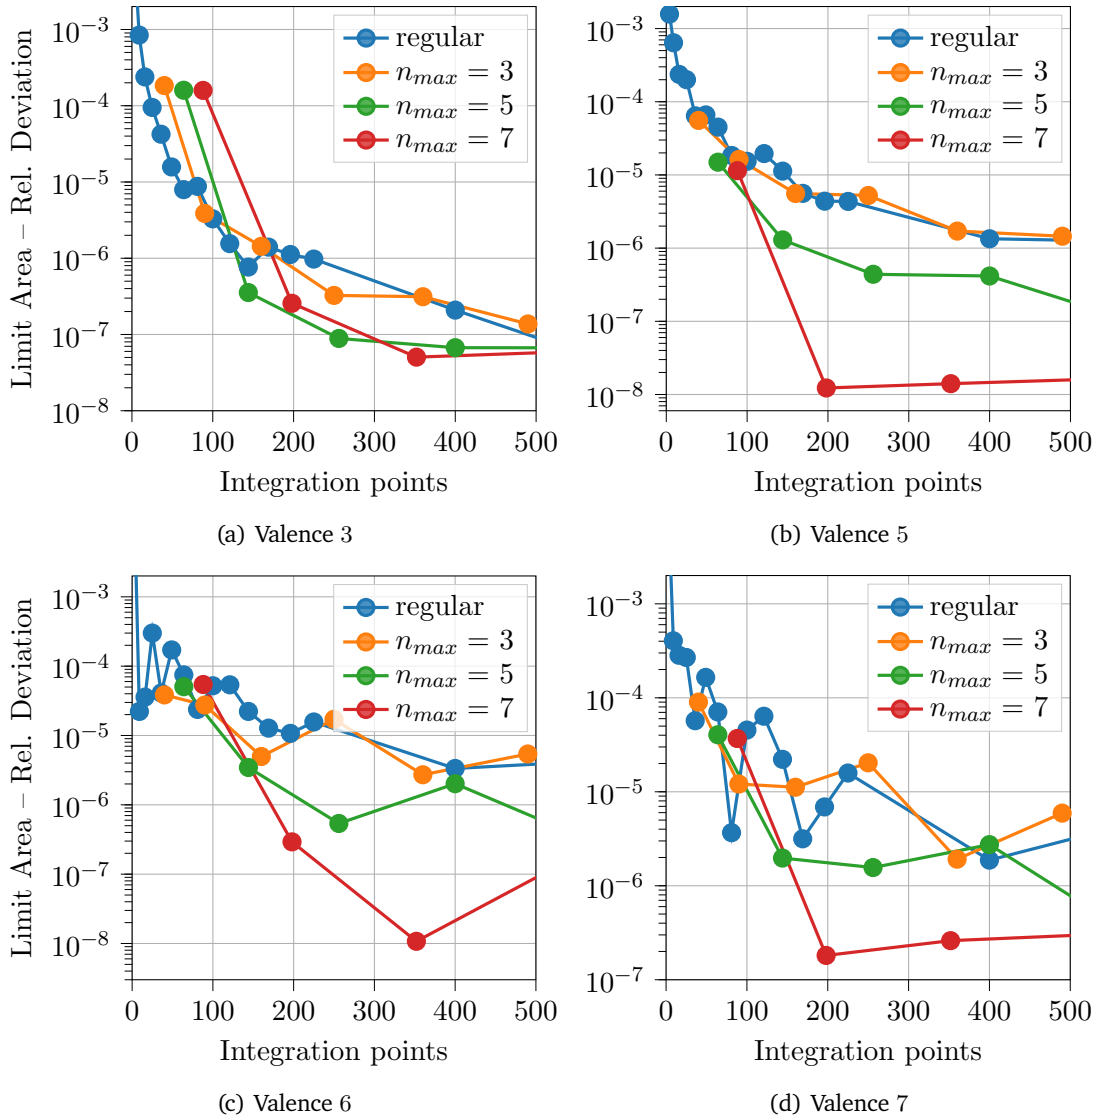 Limit Area – Rel. Deviation
10⁻³
10⁻⁴
10⁻⁵
10⁻⁶
10⁻⁷
10⁻⁸
regular
n_max = 3
n_max = 5
n_max = 7
0 100 200 300 400 500
Integration points
(a) Valence 3
10⁻³
10⁻⁴
10⁻⁵
10⁻⁶
10⁻⁷
10⁻⁸
regular
n_max = 3
n_max = 5
n_max = 7
0 100 200 300 400 500
Integration points
(b) Valence 5
Limit Area – Rel. Deviation
10⁻³
10⁻⁴
10⁻⁵
10⁻⁶
10⁻⁷
10⁻⁸
regular
n_max = 3
n_max = 5
n_max = 7
0 100 200 300 400 500
Integration points
(c) Valence 6
10⁻³
10⁻⁴
10⁻⁵
10⁻⁶
10⁻⁷
regular
n_max = 3
n_max = 5
n_max = 7
0 100 200 300 400 500
Integration points
(d) Valence 7